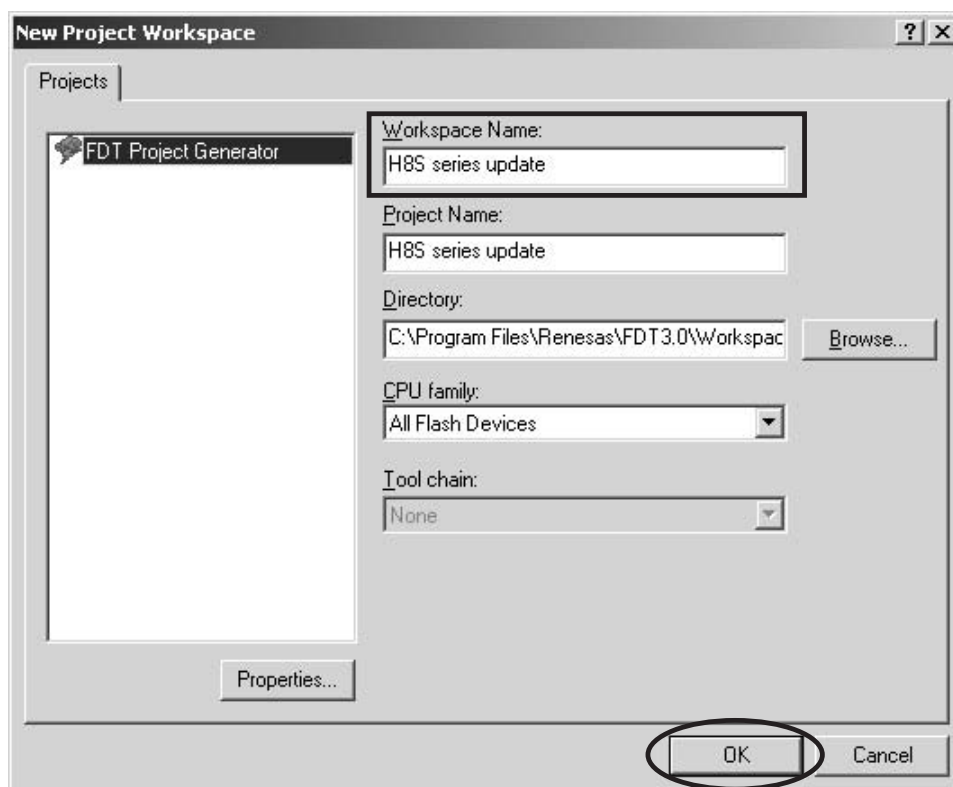 New Project Workspace
Projects
FDT Project Generator
Workspace Name:
H8S series update
Project Name:
H8S series update
Directory:
C:\Program Files\Renesas\FDT3.0\Workspac
Browse...
CPU family:
All Flash Devices
Tool chain:
None
Properties...
OK
Cancel